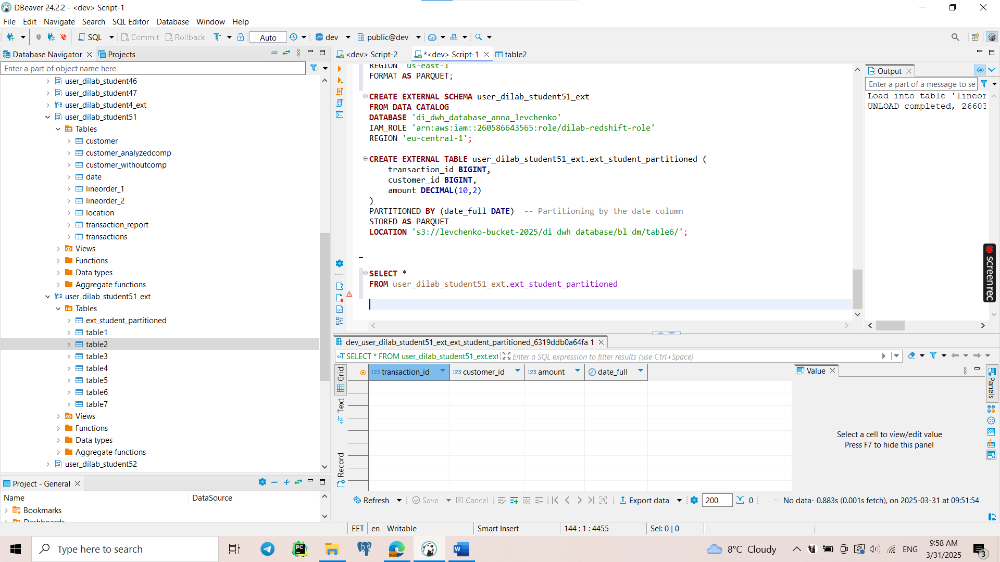 DBeaver 24.2.2 - <dev> Script-1
File Edit Navigate Search SQL Editor Database Window Help
SQL Commit Rollback Auto dev public@dev
Database Navigator Projects
Enter a part of object name here
user_dilab_student46
user_dilab_student47
user_dilab_student4_ext
user_dilab_student51
Tables
customer
customer_analyzedcomp
customer_withoutcomp
date
lineorder_1
lineorder_2
location
transaction_report
transactions
Views
Functions
Data types
Aggregate functions
user_dilab_student51_ext
Tables
ext_student_partitioned
table1
table2
table3
table4
table5
table6
table7
Views
Functions
Data types
Aggregate functions
user_dilab_student52
Project - General
Name DataSource
Bookmarks
Dashboards
<dev> Script-2 *<dev> Script-1 table2
REGION 'us-east-1'
FORMAT AS PARQUET;
CREATE EXTERNAL SCHEMA user_dilab_student51_ext
FROM DATA CATALOG
DATABASE 'di_dwh_database_anna_levchenko'
IAM_ROLE 'arn:aws:iam::260586643565:role/dilab-redshift-role'
REGION 'eu-central-1';
CREATE EXTERNAL TABLE user_dilab_student51_ext.ext_student_partitioned (
transaction_id BIGINT,
customer_id BIGINT,
amount DECIMAL(10,2)
)
PARTITIONED BY (date_full DATE) -- Partitioning by the date column
STORED AS PARQUET
LOCATION 's3://levchenko-bucket-2025/di_dwh_database/bl_dm/table6/';
SELECT *
FROM user_dilab_student51_ext.ext_student_partitioned
Output
Enter a part of a message to se
Load into table 'lineor
UNLOAD completed, 26603
screenrec
dev_user_dilab_student51_ext_ext_student_partitioned_6319ddb0a64fa 1
SELECT * FROM user_dilab_student51_ext.ext Enter a SQL expression to filter results (use Ctrl+Space)
Grid
Text
Record
123 transaction_id 123 customer_id 123 amount date_full
Value
Select a cell to view/edit value
Press F7 to hide this panel
Panels
Refresh Save Cancel Export data 200 0 No data- 0.883s (0.001s fetch), on 2025-03-31 at 09:51:54
EET en Writable Smart Insert 144 : 1 : 4455 Sel: 0 | 0
Type here to search
PC
W
8°C Cloudy
ENG
9:58 AM
3/31/2025
3